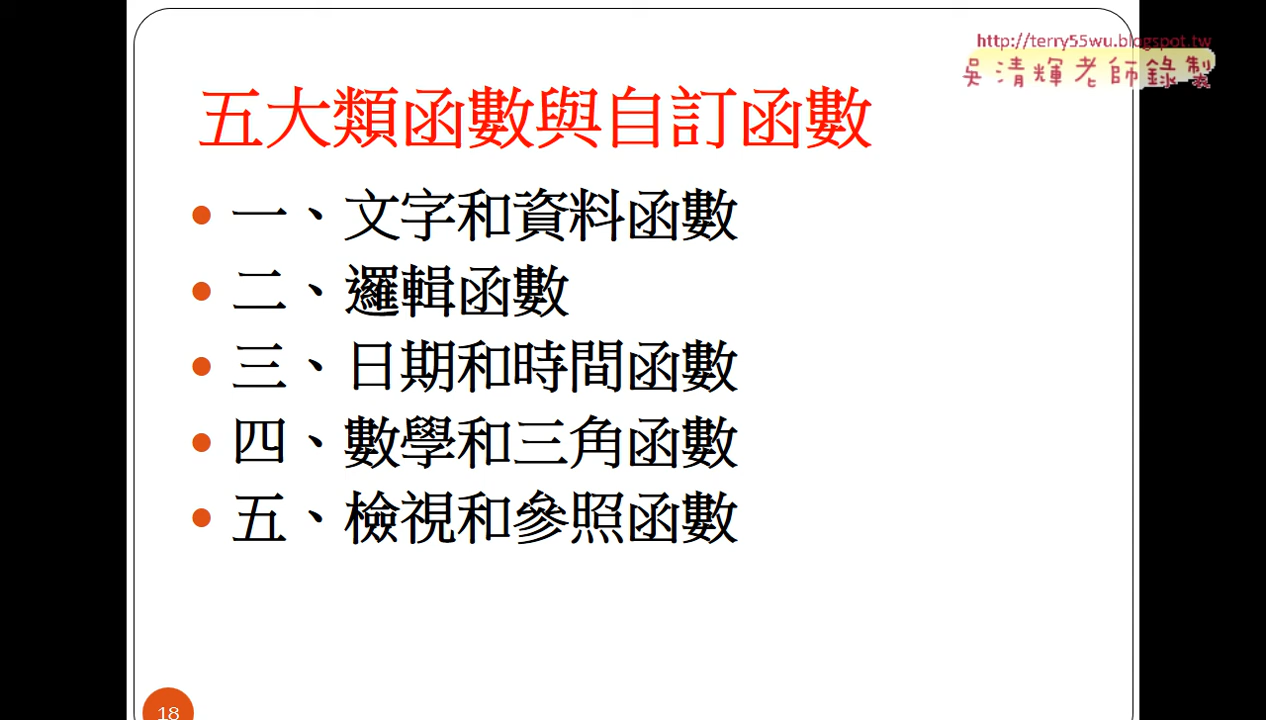 http://terry55wu.blogspot.tw
吳清輝老師錄製
五大類函數與自訂函數
一、文字和資料函數
二、邏輯函數
三、日期和時間函數
四、數學和三角函數
五、檢視和參照函數
18